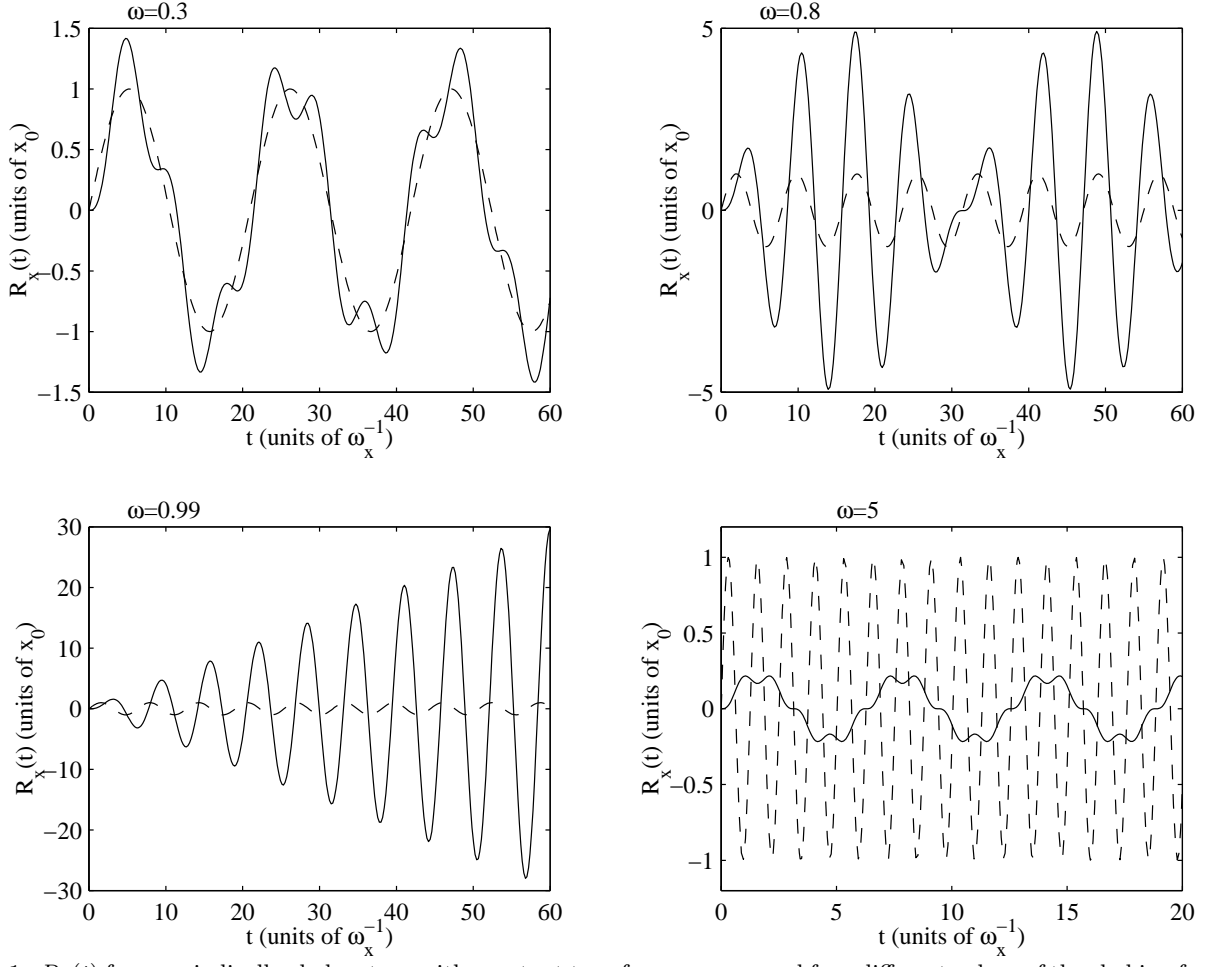 ω=0.3
1.5
1
0.5
0
−0.5
−1
−1.5
R_x(t) (units of x_0)
0 10 20 30 40 50 60
t (units of ω_x^−1)
ω=0.8
5
0
−5
R_x(t) (units of x_0)
0 10 20 30 40 50 60
t (units of ω_x^−1)
ω=0.99
30
20
10
0
−10
−20
−30
R_x(t) (units of x_0)
0 10 20 30 40 50 60
t (units of ω_x^−1)
ω=5
1
0.5
0
−0.5
−1
R_x(t) (units of x_0)
0 5 10 15 20
t (units of ω_x^−1)